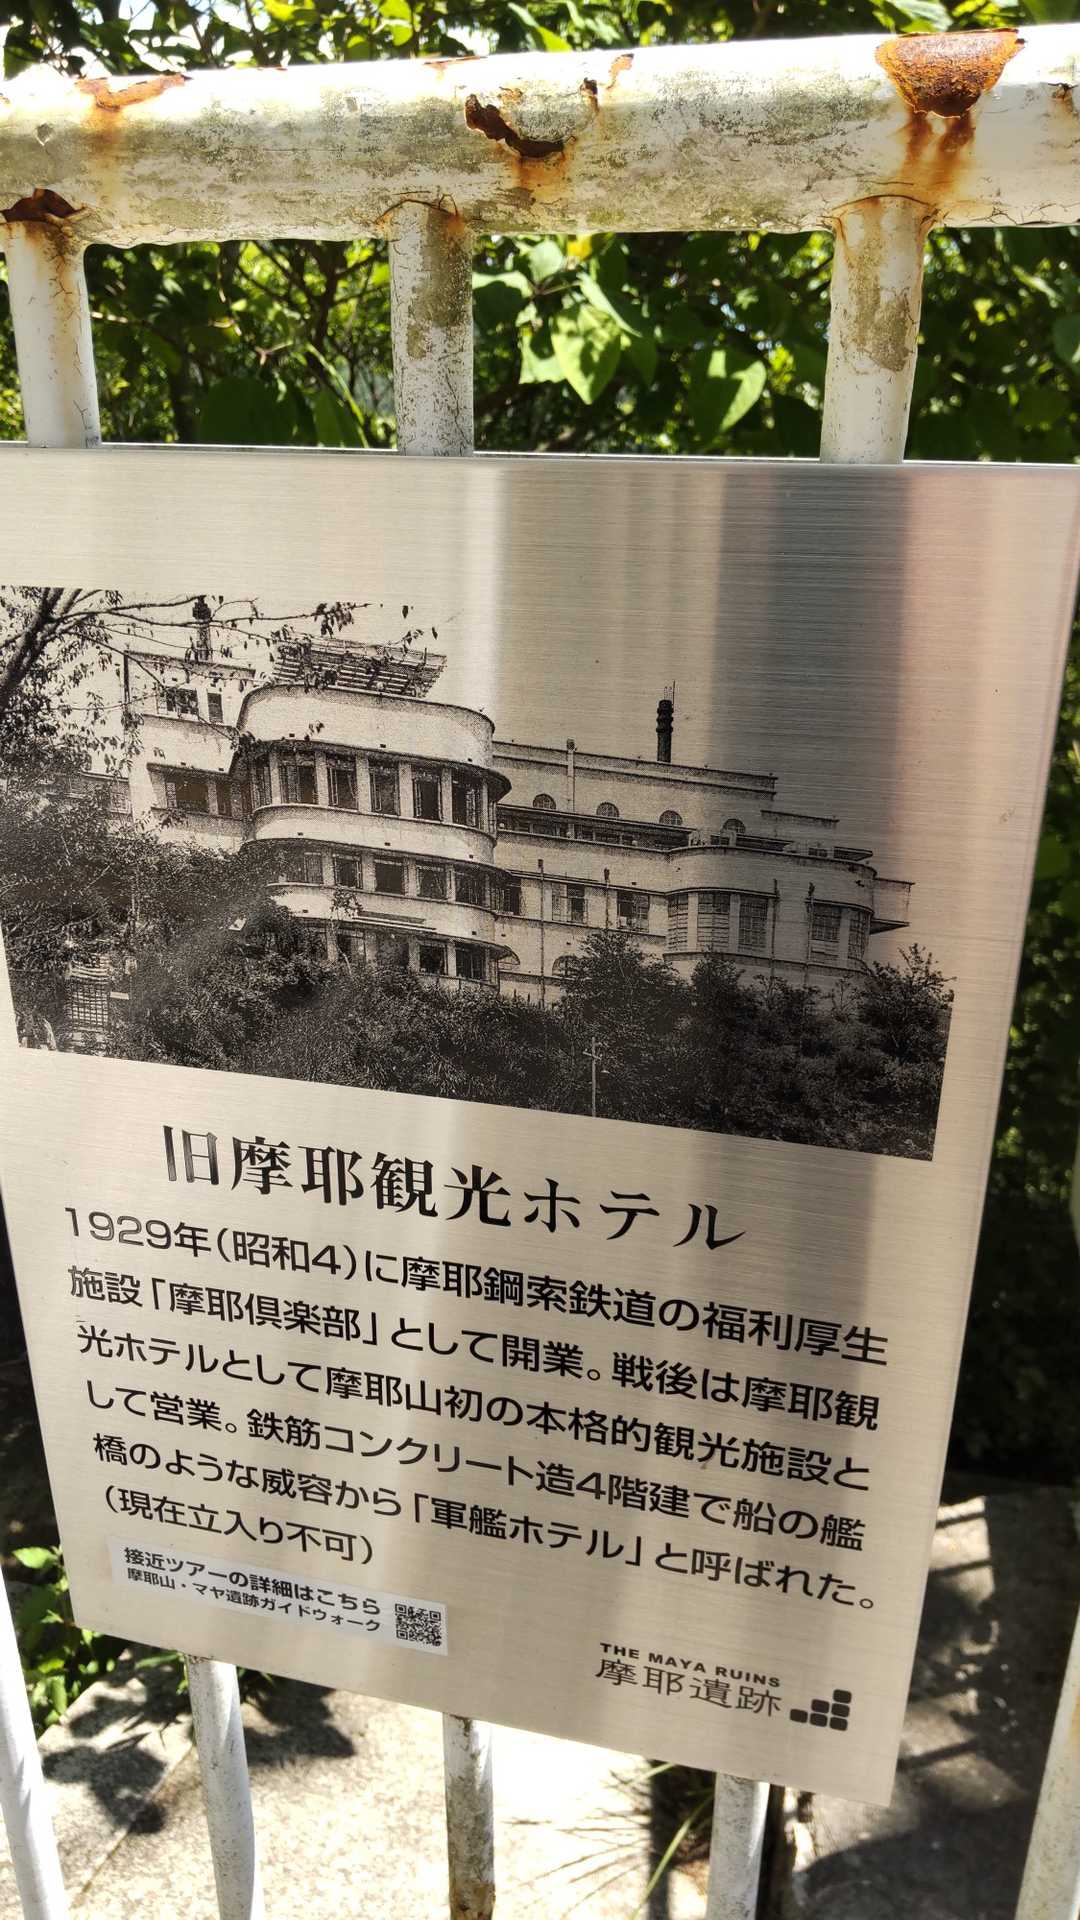 旧摩耶観光ホテル
1929年(昭和4)に摩耶鋼索鉄道の福利厚生
施設「摩耶倶楽部」として開業。戦後は摩耶観
光ホテルとして摩耶山初の本格的観光施設と
して営業。鉄筋コンクリート造4階建で船の艦
橋のような威容から「軍艦ホテル」と呼ばれた。
(現在立入り不可)
接近ツアーの詳細はこちら
摩耶山・マヤ遺跡ガイドウォーク
THE MAYA RUINS
摩耶遺跡